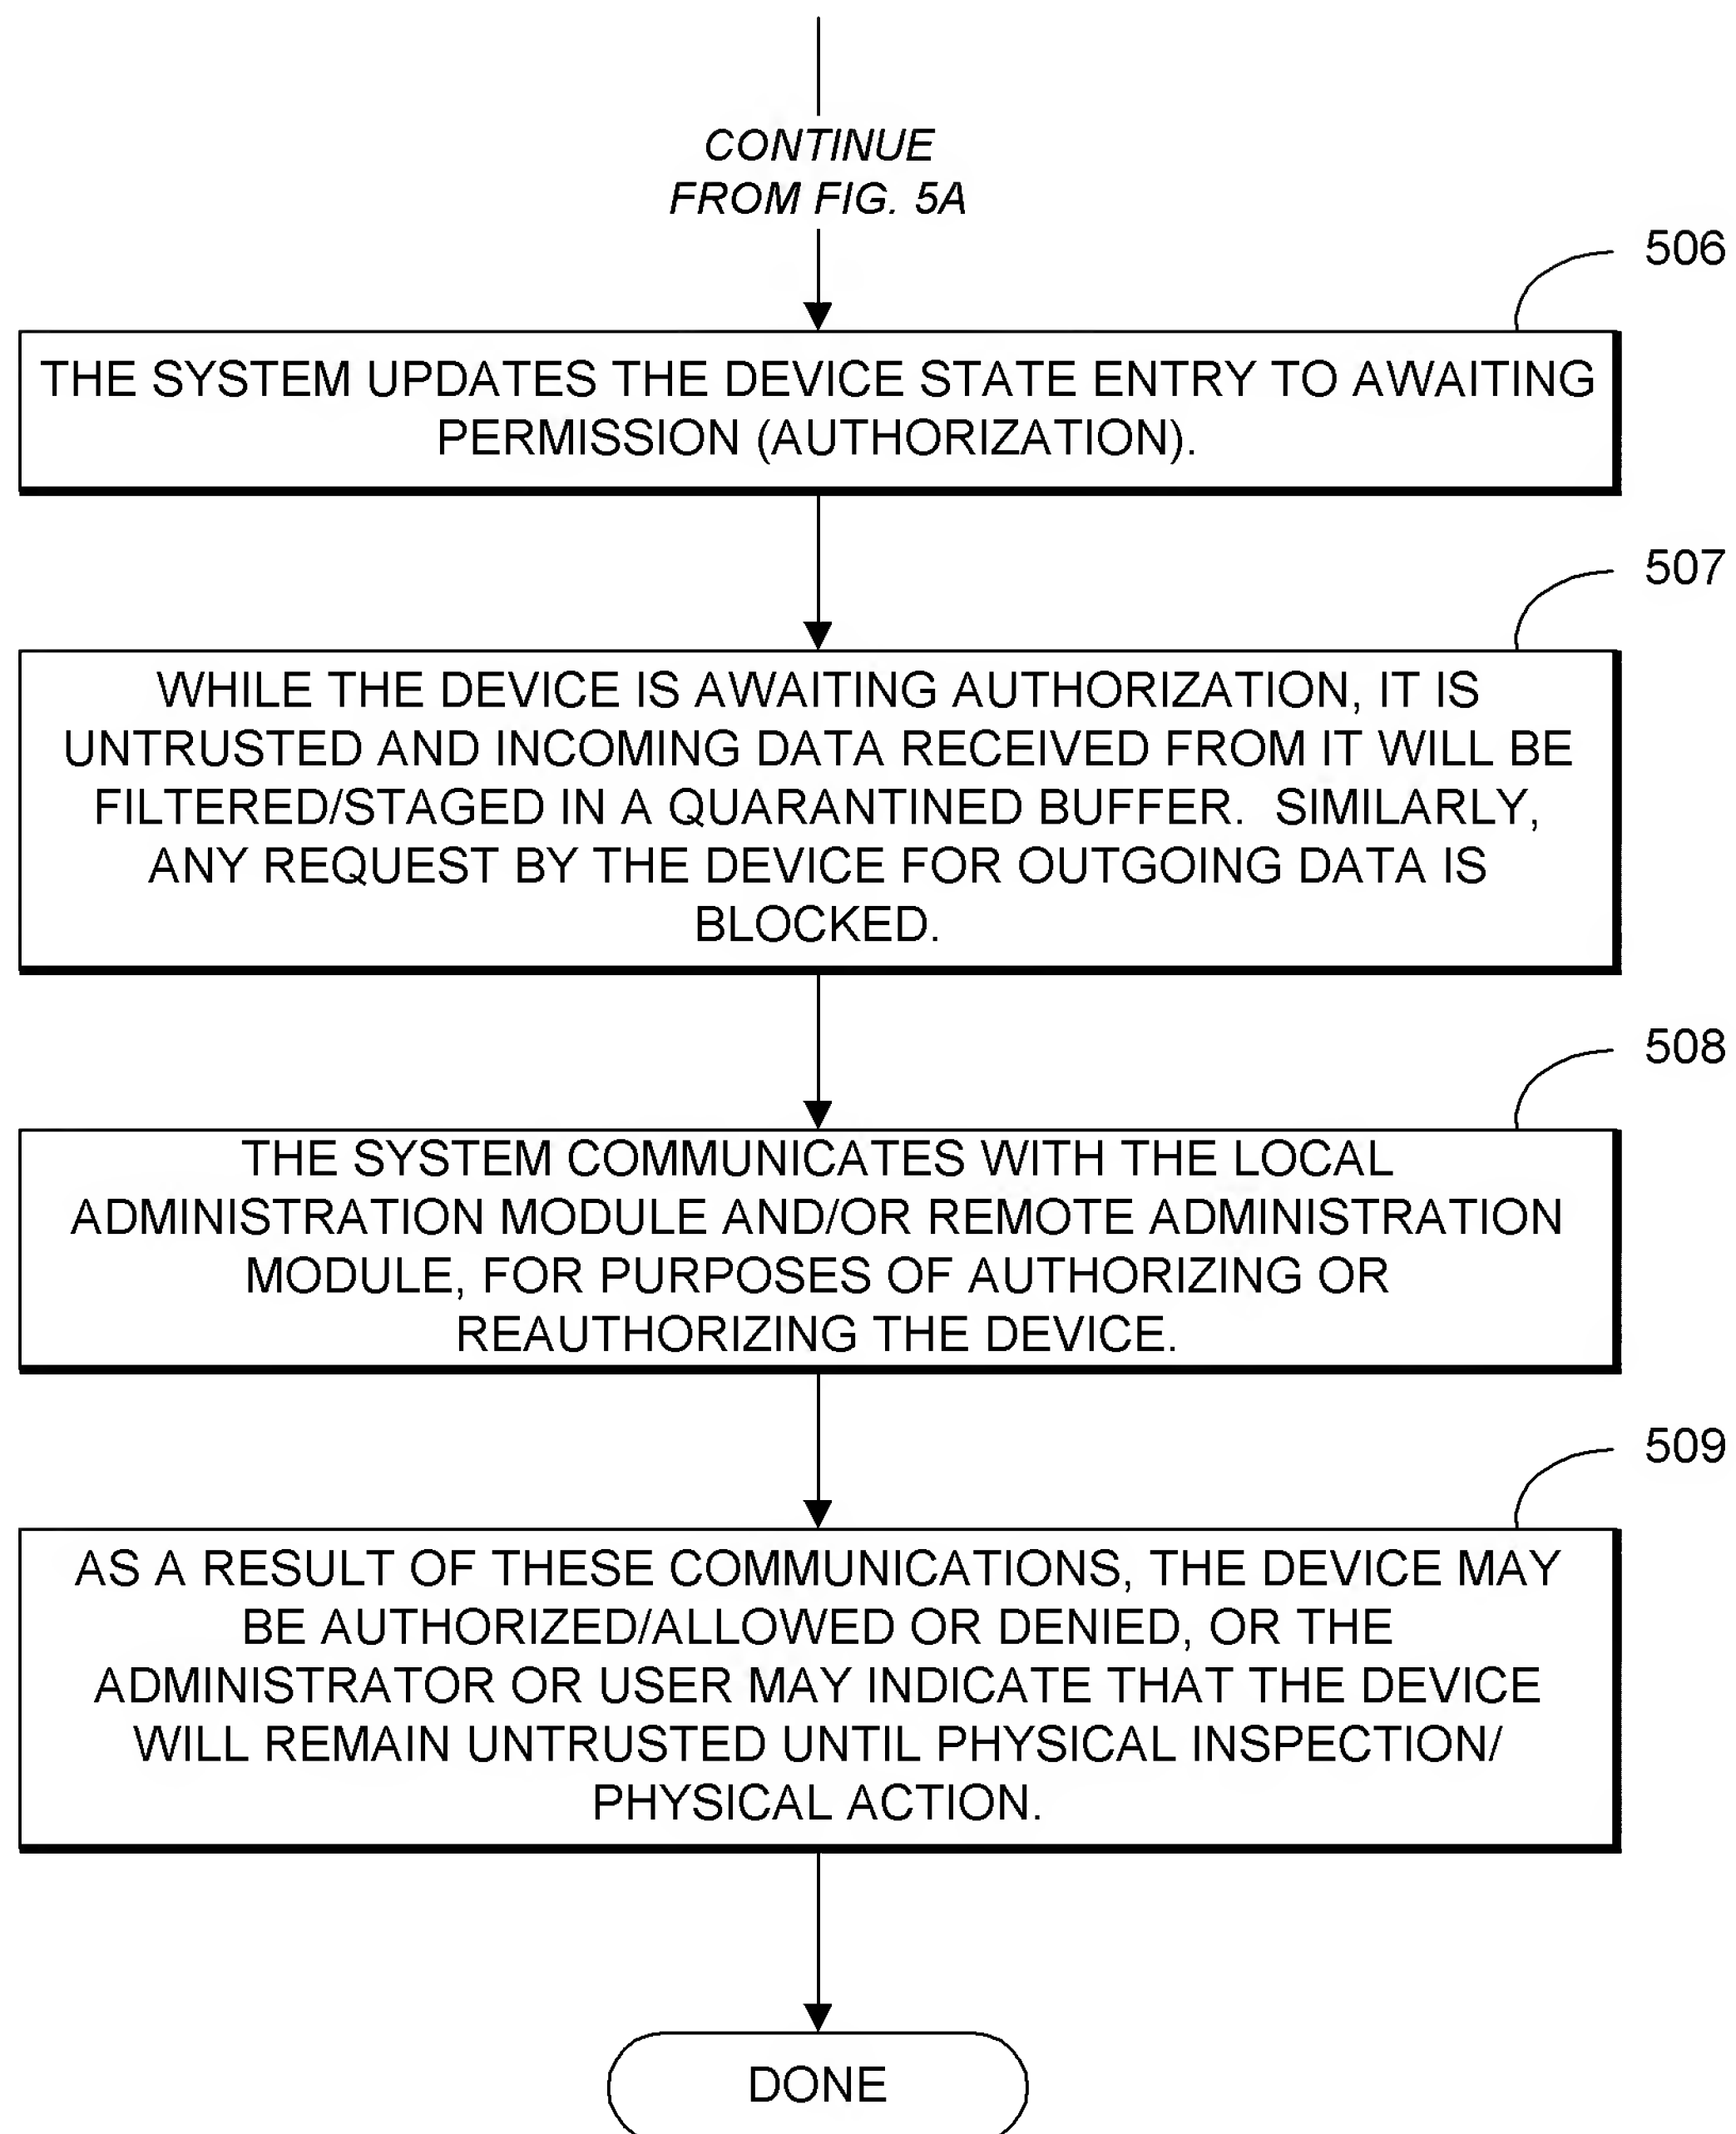 CONTINUE
FROM FIG. 5A
506
THE SYSTEM UPDATES THE DEVICE STATE ENTRY TO AWAITING
PERMISSION (AUTHORIZATION).
507
WHILE THE DEVICE IS AWAITING AUTHORIZATION, IT IS
UNTRUSTED AND INCOMING DATA RECEIVED FROM IT WILL BE
FILTERED/STAGED IN A QUARANTINED BUFFER.  SIMILARLY,
ANY REQUEST BY THE DEVICE FOR OUTGOING DATA IS
BLOCKED.
508
THE SYSTEM COMMUNICATES WITH THE LOCAL
ADMINISTRATION MODULE AND/OR REMOTE ADMINISTRATION
MODULE, FOR PURPOSES OF AUTHORIZING OR
REAUTHORIZING THE DEVICE.
509
AS A RESULT OF THESE COMMUNICATIONS, THE DEVICE MAY
BE AUTHORIZED/ALLOWED OR DENIED, OR THE
ADMINISTRATOR OR USER MAY INDICATE THAT THE DEVICE
WILL REMAIN UNTRUSTED UNTIL PHYSICAL INSPECTION/
PHYSICAL ACTION.
DONE